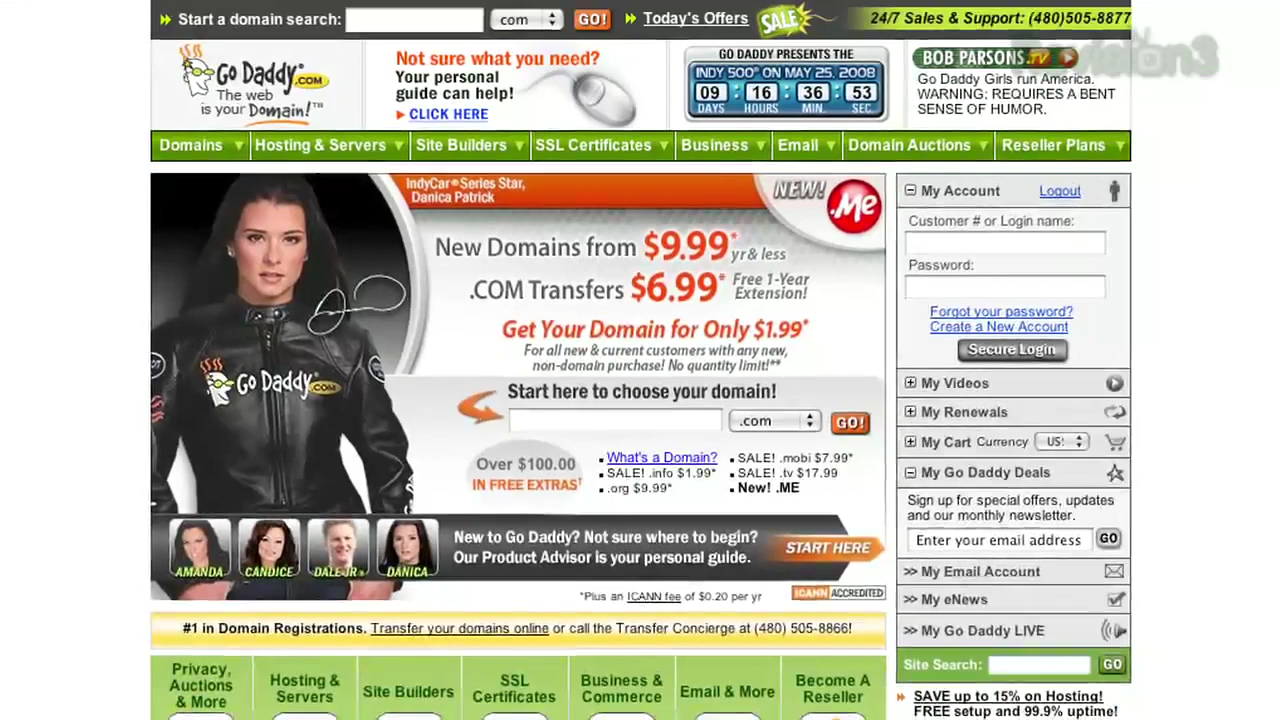 Start a domain search:
com
GO!
Today's Offers
SALE
24/7 Sales & Support: (480)505-8877
Go Daddy.COM
The web
is your Domain!™
Not sure what you need?
Your personal
guide can help!
CLICK HERE
GO DADDY PRESENTS THE
INDY 500® ON MAY 25, 2008
09 : 16 : 36 : 53
DAYS HOURS MIN. SEC.
BOB PARSONS.TV
Go Daddy Girls run America.
WARNING: REQUIRES A BENT
SENSE OF HUMOR.
Domains
Hosting & Servers
Site Builders
SSL Certificates
Business
Email
Domain Auctions
Reseller Plans
IndyCar® Series Star,
Danica Patrick
NEW!
.Me
New Domains from $9.99* yr & less
.COM Transfers $6.99* Free 1-Year
Extension!
Get Your Domain for Only $1.99*
For all new & current customers with any new,
non-domain purchase! No quantity limit!**
Go Daddy.COM
Start here to choose your domain!
.com
GO!
Over $100.00
IN FREE EXTRAS†
What's a Domain?
SALE! .info $1.99*
.org $9.99*
SALE! .mobi $7.99*
SALE! .tv $17.99
New! .ME
AMANDA
CANDICE
DALE JR®
DANICA
New to Go Daddy? Not sure where to begin?
Our Product Advisor is your personal guide.
START HERE
*Plus an ICANN fee of $0.20 per yr
ICANN ACCREDITED
#1 in Domain Registrations. Transfer your domains online or call the Transfer Concierge at (480) 505-8866!
Privacy,
Auctions
& More
Hosting &
Servers
Site Builders
SSL
Certificates
Business &
Commerce
Email & More
Become A
Reseller
My Account
Logout
Customer # or Login name:
Password:
Forgot your password?
Create a New Account
Secure Login
My Videos
My Renewals
My Cart Currency US!
My Go Daddy Deals
Sign up for special offers, updates
and our monthly newsletter.
Enter your email address
GO
>> My Email Account
>> My eNews
>> My Go Daddy LIVE
Site Search:
GO
SAVE up to 15% on Hosting!
FREE setup and 99.9% uptime!